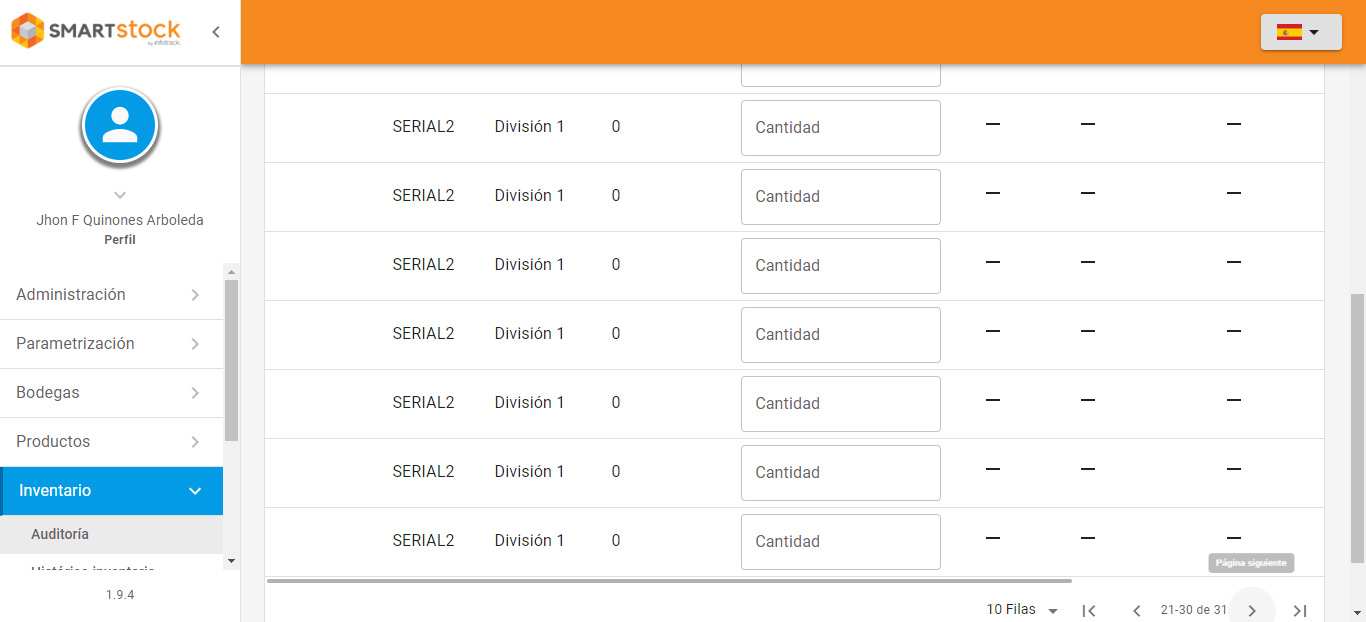 SMARTstock
by infotrack.
Jhon F Quinones Arboleda
Perfil
Administración
Parametrización
Bodegas
Productos
Inventario
Auditoría
Histórico inventario
1.9.4
SERIAL2 División 1 0 Cantidad — — —
SERIAL2 División 1 0 Cantidad — — —
SERIAL2 División 1 0 Cantidad — — —
SERIAL2 División 1 0 Cantidad — — —
SERIAL2 División 1 0 Cantidad — — —
SERIAL2 División 1 0 Cantidad — — —
SERIAL2 División 1 0 Cantidad — — —
Página siguiente
10 Filas 21-30 de 31